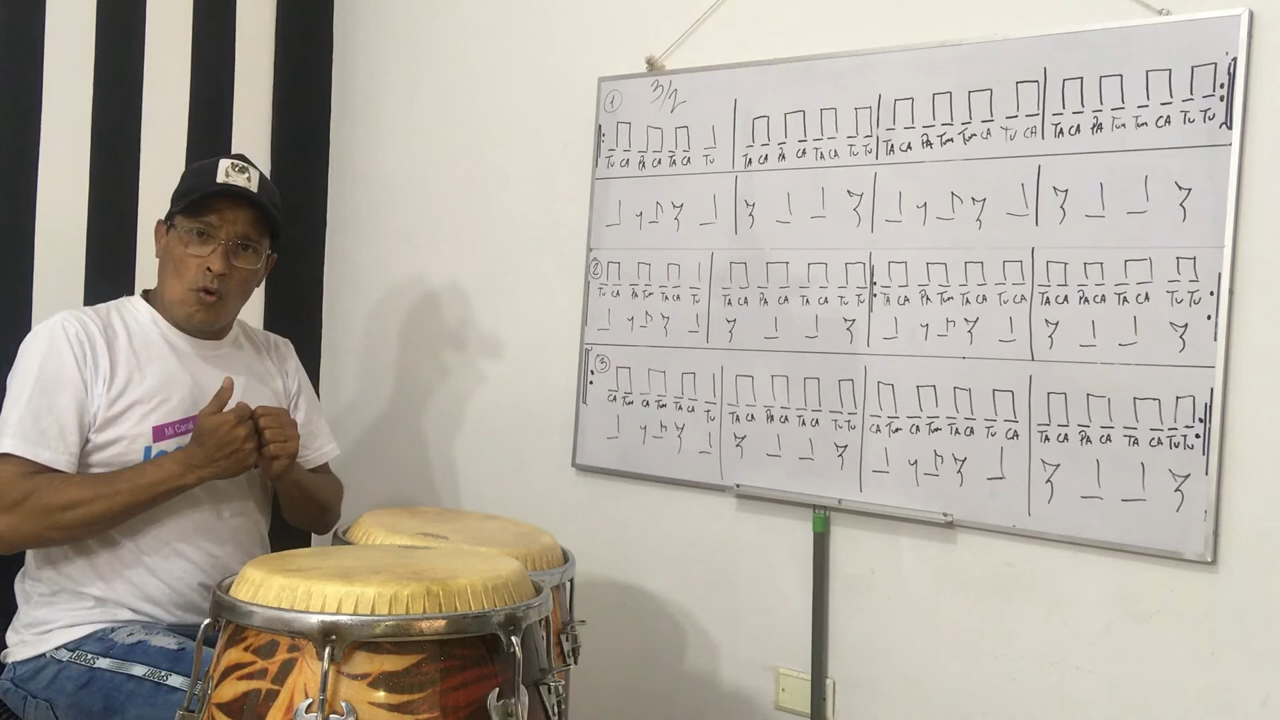 ① 3/2
TU CA PA CA TA CA TU TA CA PA CA TA CA TU TU TA CA PA Tum Tum CA TU CA TA CA PA Tum Tum CA TU TU
② TU CA PA Tum TA CA TU TA CA PA CA TA CA TU TU TA CA PA Tum TA CA TU CA TA CA PA CA TA CA TU TU
③ CA Tum CA Tum TA CA TU TA CA PA CA TA CA TU TU CA Tum CA Tum TA CA TU CA TA CA PA CA TA CA TU TU
Mi Canal
SPORT SPORT